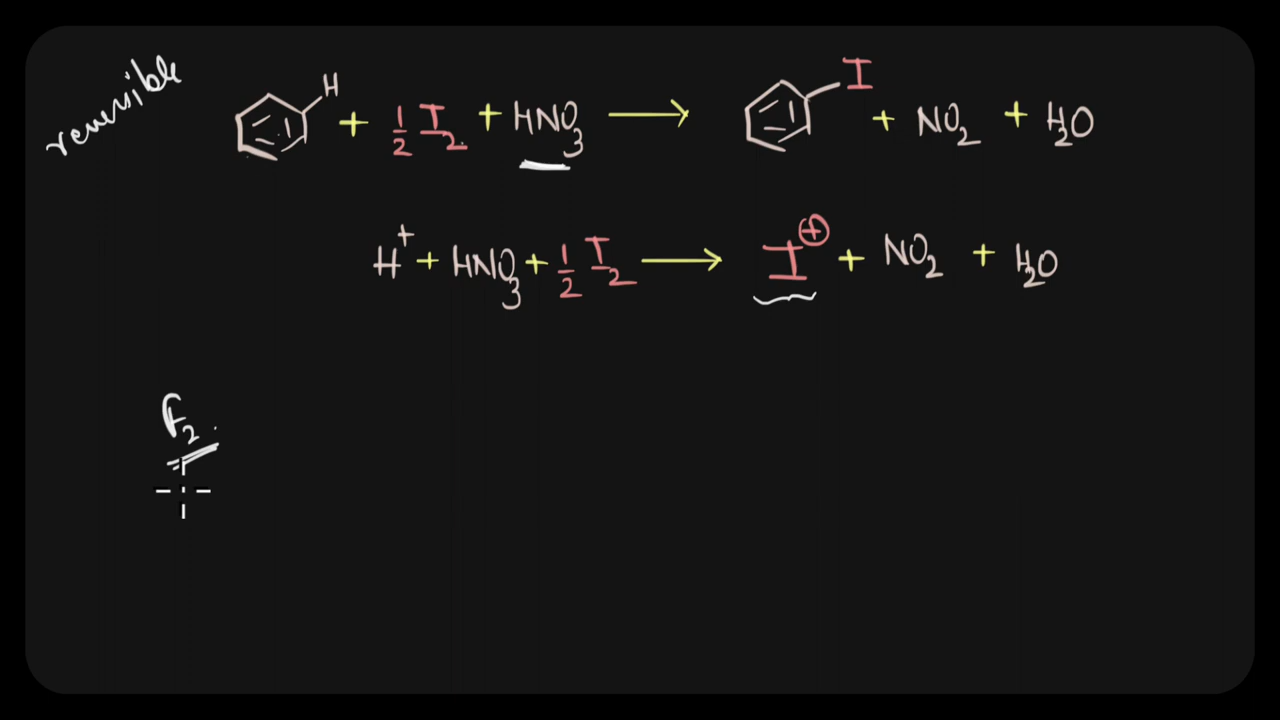 reversible
H + 1/2 I₂ + HNO₃ ⟶ I + NO₂ + H₂O
H⁺ + HNO₃ + 1/2 I₂ ⟶ I⊕ + NO₂ + H₂O
F₂